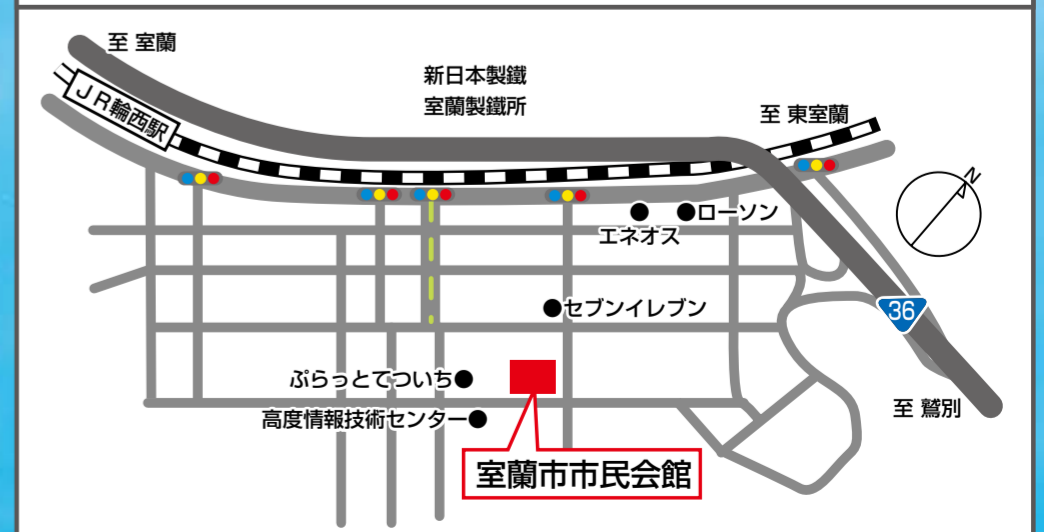 至 室蘭
新日本製鐵
室蘭製鐵所
JR輪西駅
至 東室蘭
N
ローソン
エネオス
セブンイレブン
36
ぷらっとてついち
至 鷲別
高度情報技術センター
室蘭市市民会館